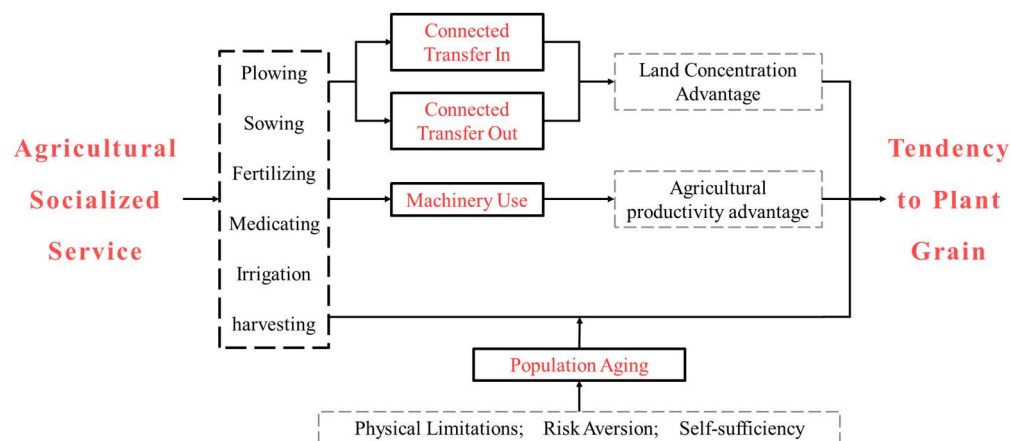 Agricultural
Socialized
Service
Plowing
Sowing
Fertilizing
Medicating
Irrigation
harvesting
Connected
Transfer In
Connected
Transfer Out
Machinery Use
Land Concentration
Advantage
Agricultural
productivity advantage
Population Aging
Physical Limitations; Risk Aversion; Self-sufficiency
Tendency
to Plant
Grain